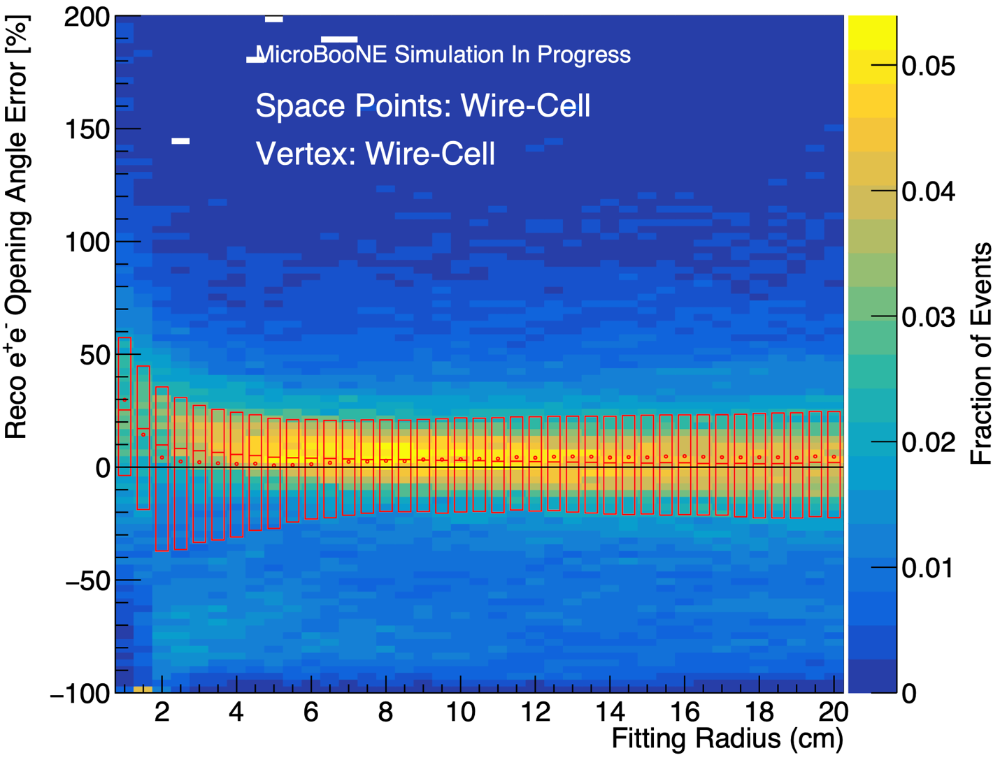 Reco e+e- Opening Angle Error [%]
200
150
100
50
0
−50
−100
MicroBooNE Simulation In Progress
Space Points: Wire-Cell
Vertex: Wire-Cell
2 4 6 8 10 12 14 16 18 20
Fitting Radius (cm)
0.05
0.04
0.03
0.02
0.01
0
Fraction of Events